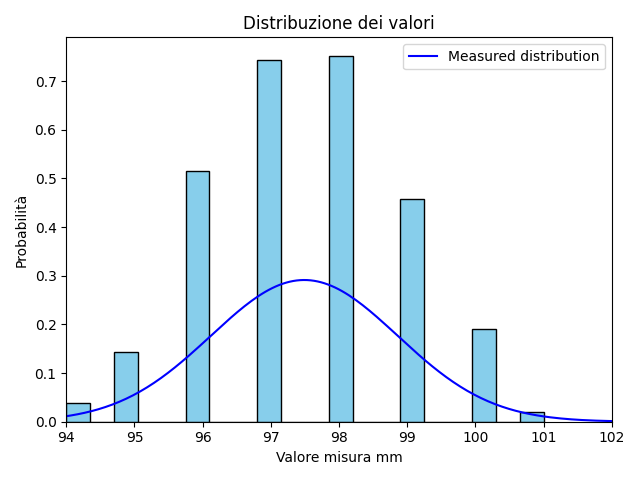 Distribuzione dei valori
Measured distribution
Probabilità
0.7
0.6
0.5
0.4
0.3
0.2
0.1
0.0
94 95 96 97 98 99 100 101 102
Valore misura mm